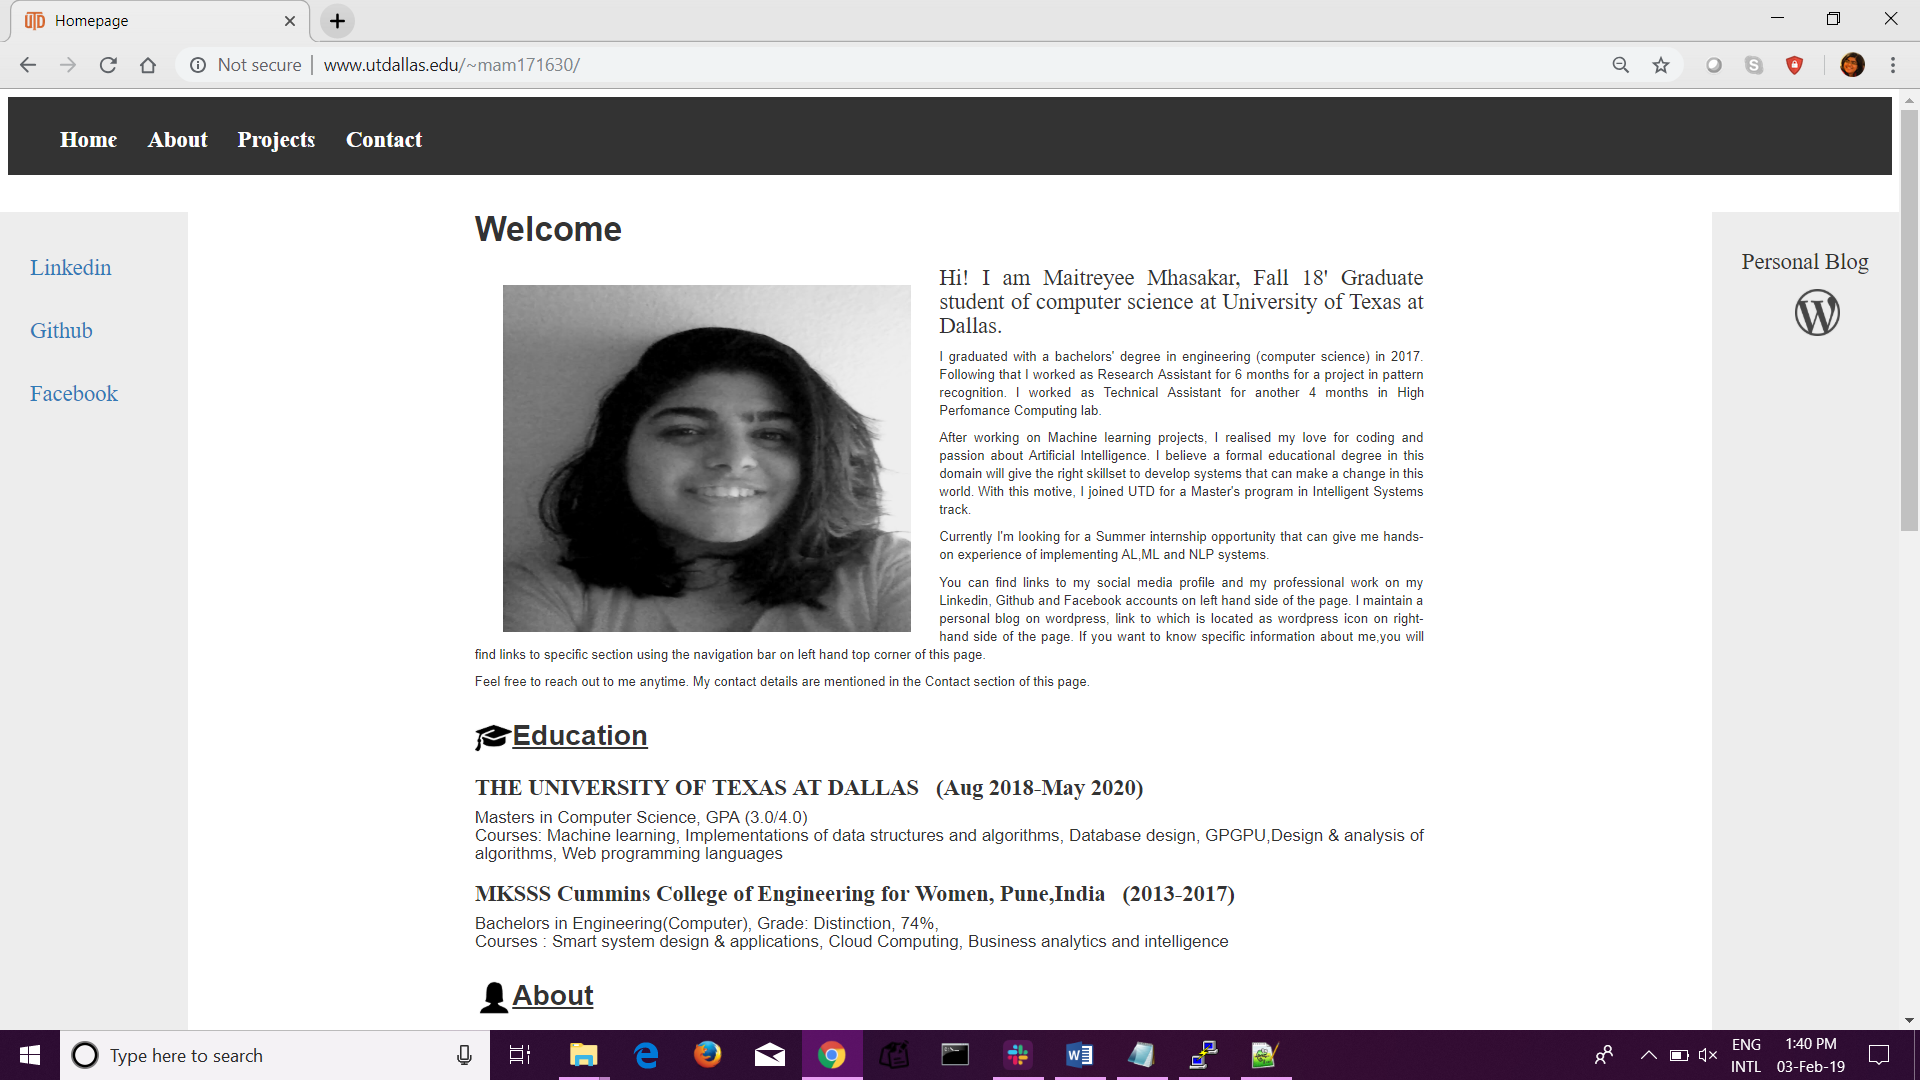 UTD Homepage
Not secure | www.utdallas.edu/~mam171630/
Home About Projects Contact
Linkedin
Github
Facebook
Welcome
Hi! I am Maitreyee Mhasakar, Fall 18' Graduate
student of computer science at University of Texas at
Dallas.
I graduated with a bachelors' degree in engineering (computer science) in 2017.
Following that I worked as Research Assistant for 6 months for a project in pattern
recognition. I worked as Technical Assistant for another 4 months in High
Perfomance Computing lab.
After working on Machine learning projects, I realised my love for coding and
passion about Artificial Intelligence. I believe a formal educational degree in this
domain will give the right skillset to develop systems that can make a change in this
world. With this motive, I joined UTD for a Master's program in Intelligent Systems
track.
Currently I'm looking for a Summer internship opportunity that can give me hands-
on experience of implementing AL,ML and NLP systems.
You can find links to my social media profile and my professional work on my
Linkedin, Github and Facebook accounts on left hand side of the page. I maintain a
personal blog on wordpress, link to which is located as wordpress icon on right-
hand side of the page. If you want to know specific information about me,you will
find links to specific section using the navigation bar on left hand top corner of this page.
Feel free to reach out to me anytime. My contact details are mentioned in the Contact section of this page.
Personal Blog
Education
THE UNIVERSITY OF TEXAS AT DALLAS (Aug 2018-May 2020)
Masters in Computer Science, GPA (3.0/4.0)
Courses: Machine learning, Implementations of data structures and algorithms, Database design, GPGPU,Design & analysis of
algorithms, Web programming languages
MKSSS Cummins College of Engineering for Women, Pune,India (2013-2017)
Bachelors in Engineering(Computer), Grade: Distinction, 74%,
Courses : Smart system design & applications, Cloud Computing, Business analytics and intelligence
About
Type here to search
ENG
INTL
1:40 PM
03-Feb-19